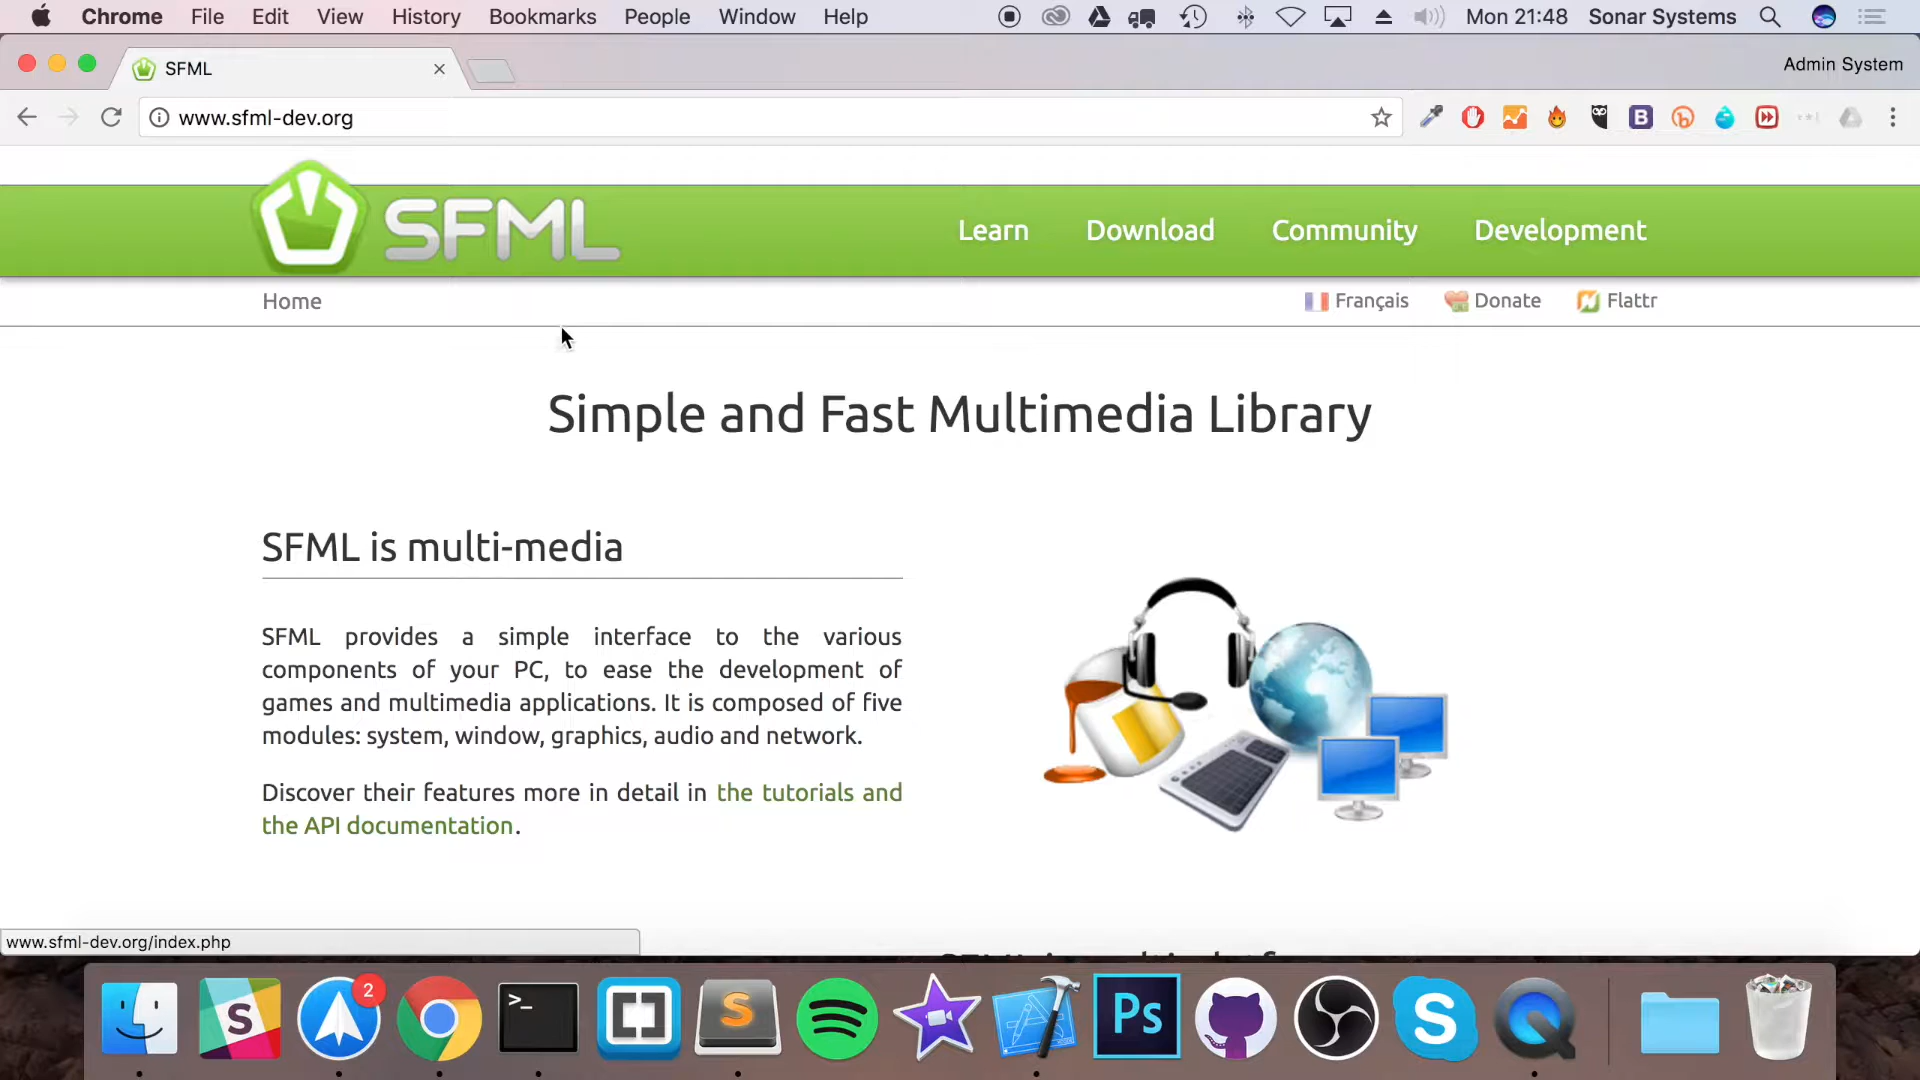 Chrome File Edit View History Bookmarks People Window Help Mon 21:48 Sonar Systems
SFML Admin System
www.sfml-dev.org
SFML Learn Download Community Development
Home Français Donate Flattr
Simple and Fast Multimedia Library
SFML is multi-media
SFML provides a simple interface to the various
components of your PC, to ease the development of
games and multimedia applications. It is composed of five
modules: system, window, graphics, audio and network.
Discover their features more in detail in the tutorials and
the API documentation.
www.sfml-dev.org/index.php
2
S >_ S Ps S